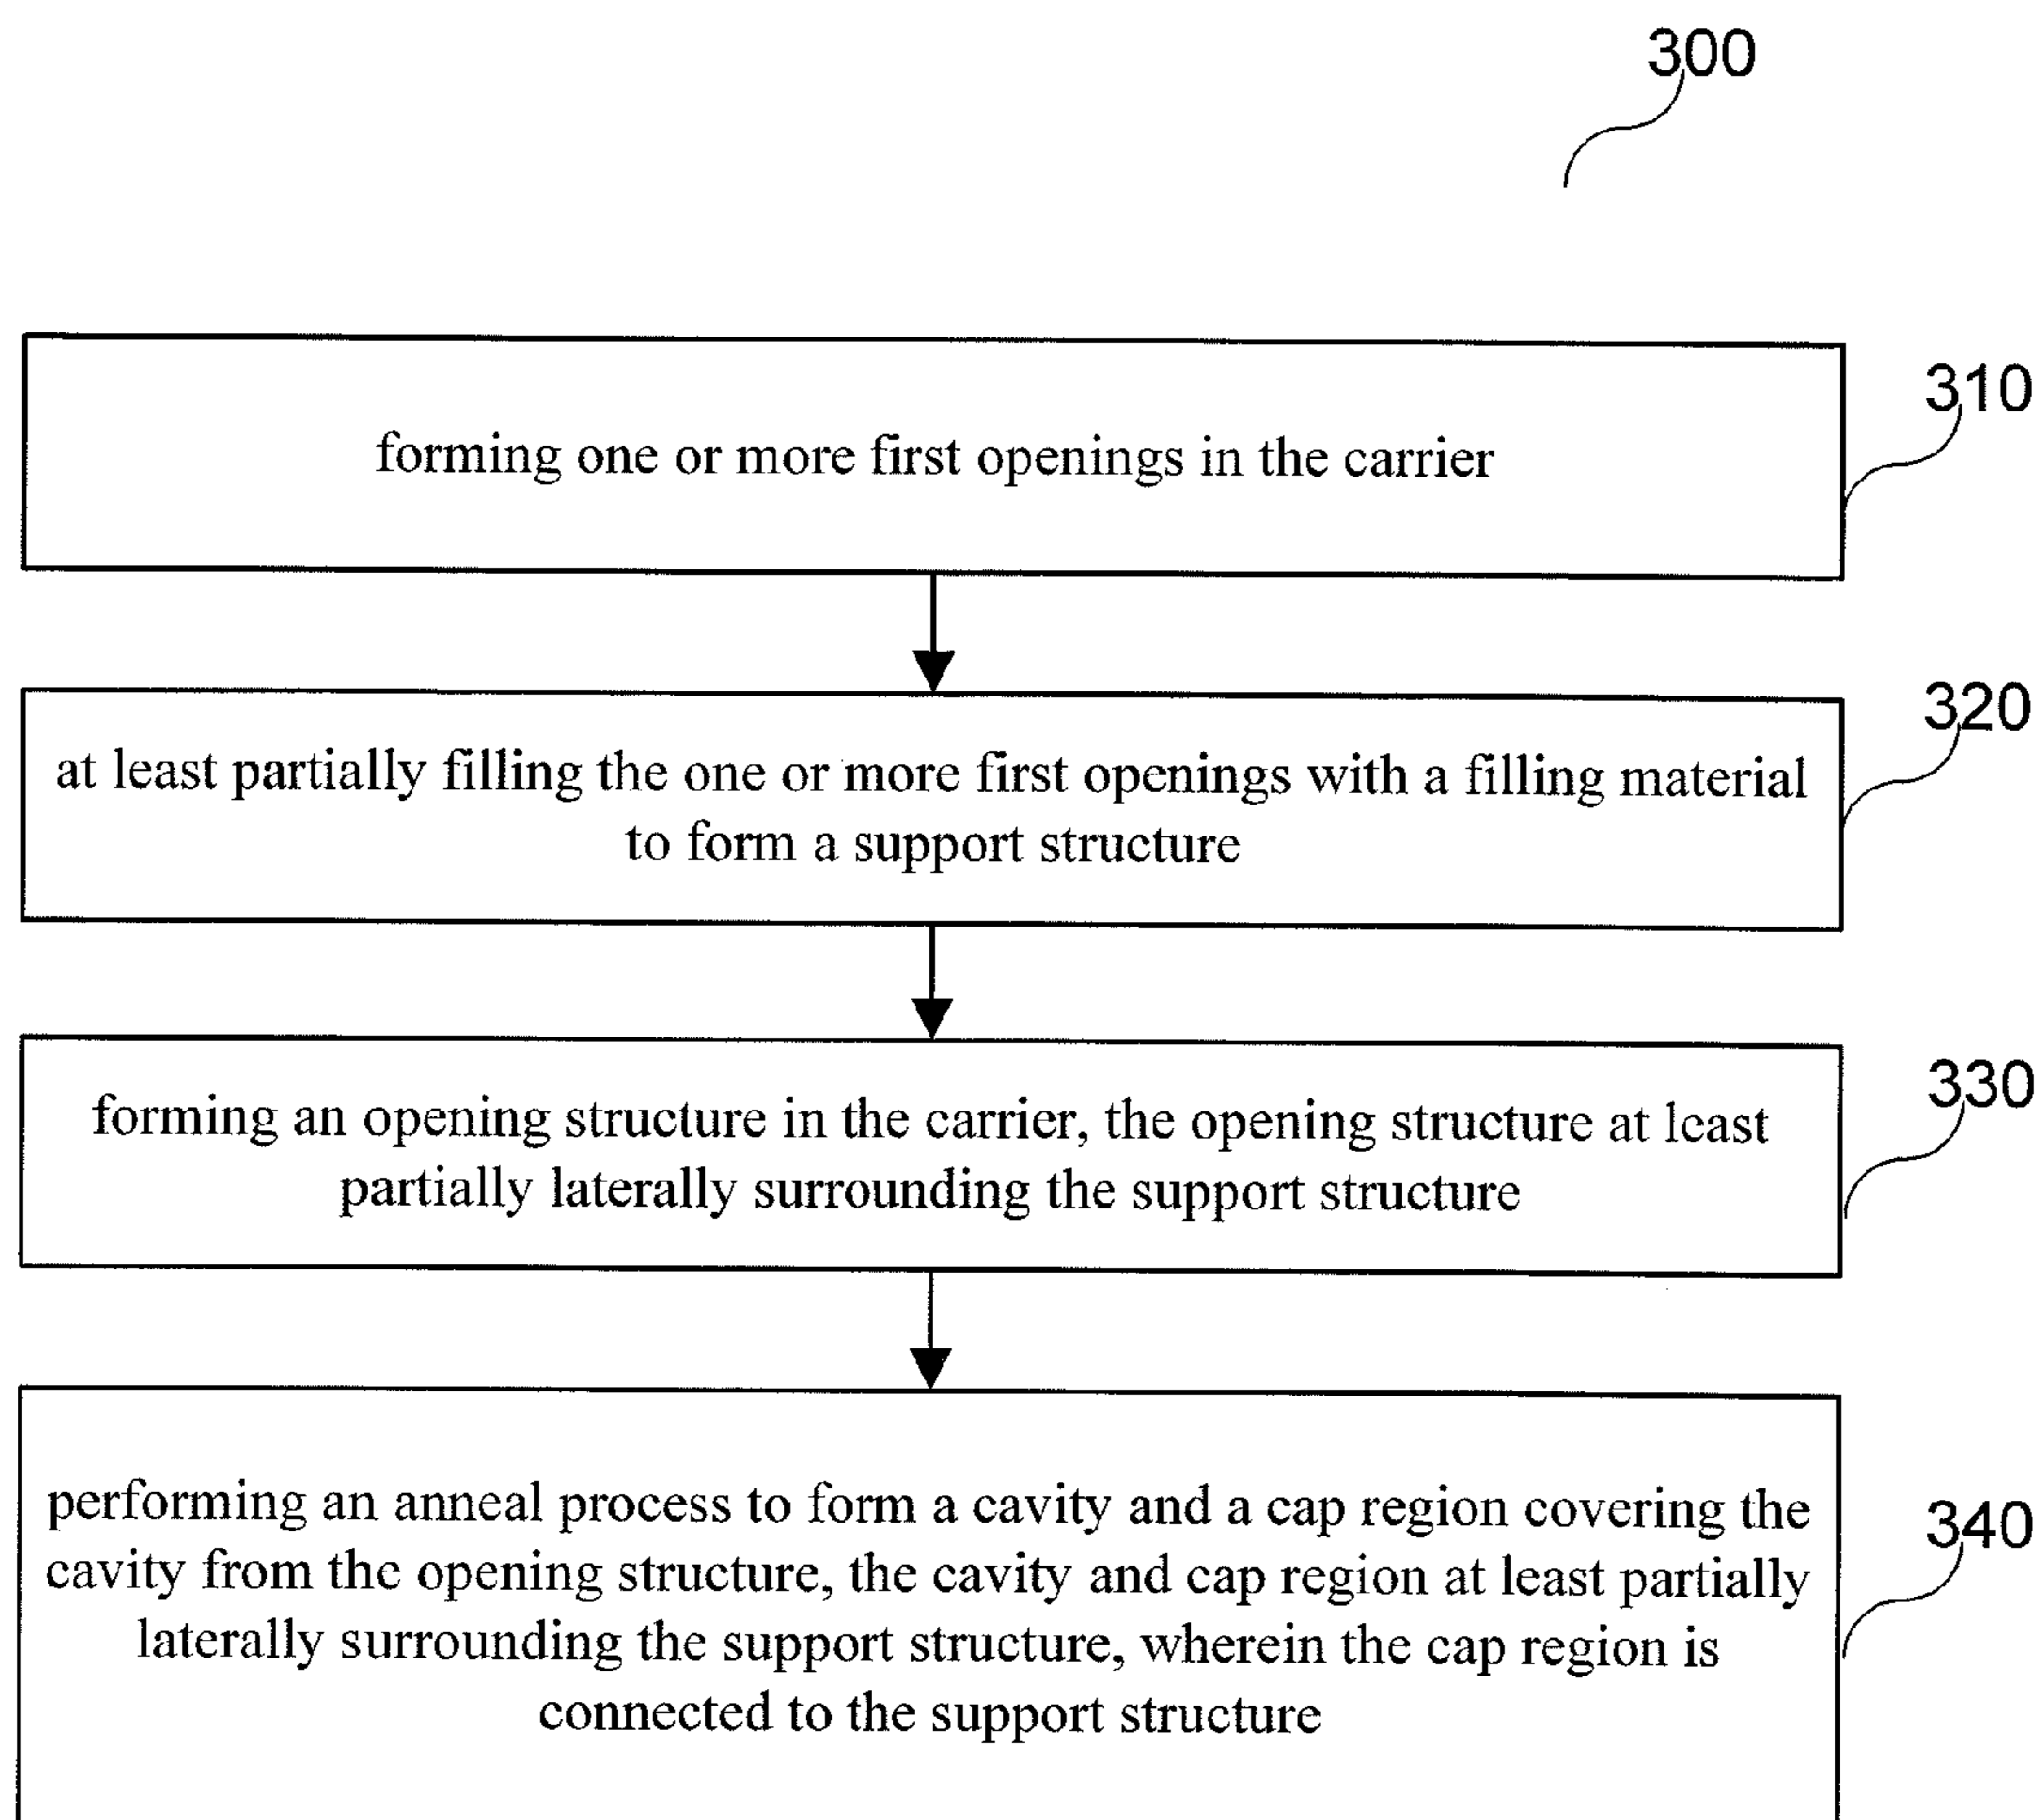 300
310
forming one or more first openings in the carrier
320
at least partially filling the one or more first openings with a filling material
to form a support structure
330
forming an opening structure in the carrier, the opening structure at least
partially laterally surrounding the support structure
340
performing an anneal process to form a cavity and a cap region covering the
cavity from the opening structure, the cavity and cap region at least partially
laterally surrounding the support structure, wherein the cap region is
connected to the support structure